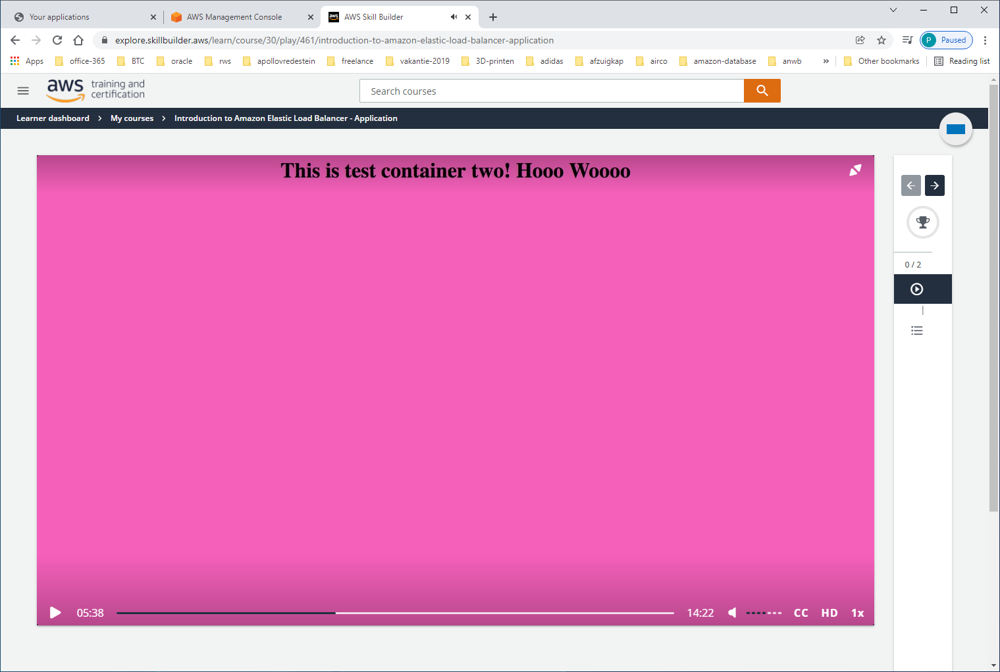 Your applications
AWS Management Console
aws AWS Skill Builder
explore.skillbuilder.aws/learn/course/30/play/461/introduction-to-amazon-elastic-load-balancer-application
P Paused
Apps office-365 BTC oracle rws apollovredestein freelance vakantie-2019 3D-printen adidas afzuigkap airco amazon-database anwb » Other bookmarks Reading list
aws training and
certification
Search courses
Learner dashboard > My courses > Introduction to Amazon Elastic Load Balancer - Application
This is test container two! Hooo Woooo
0 / 2
05:38 14:22 CC HD 1x